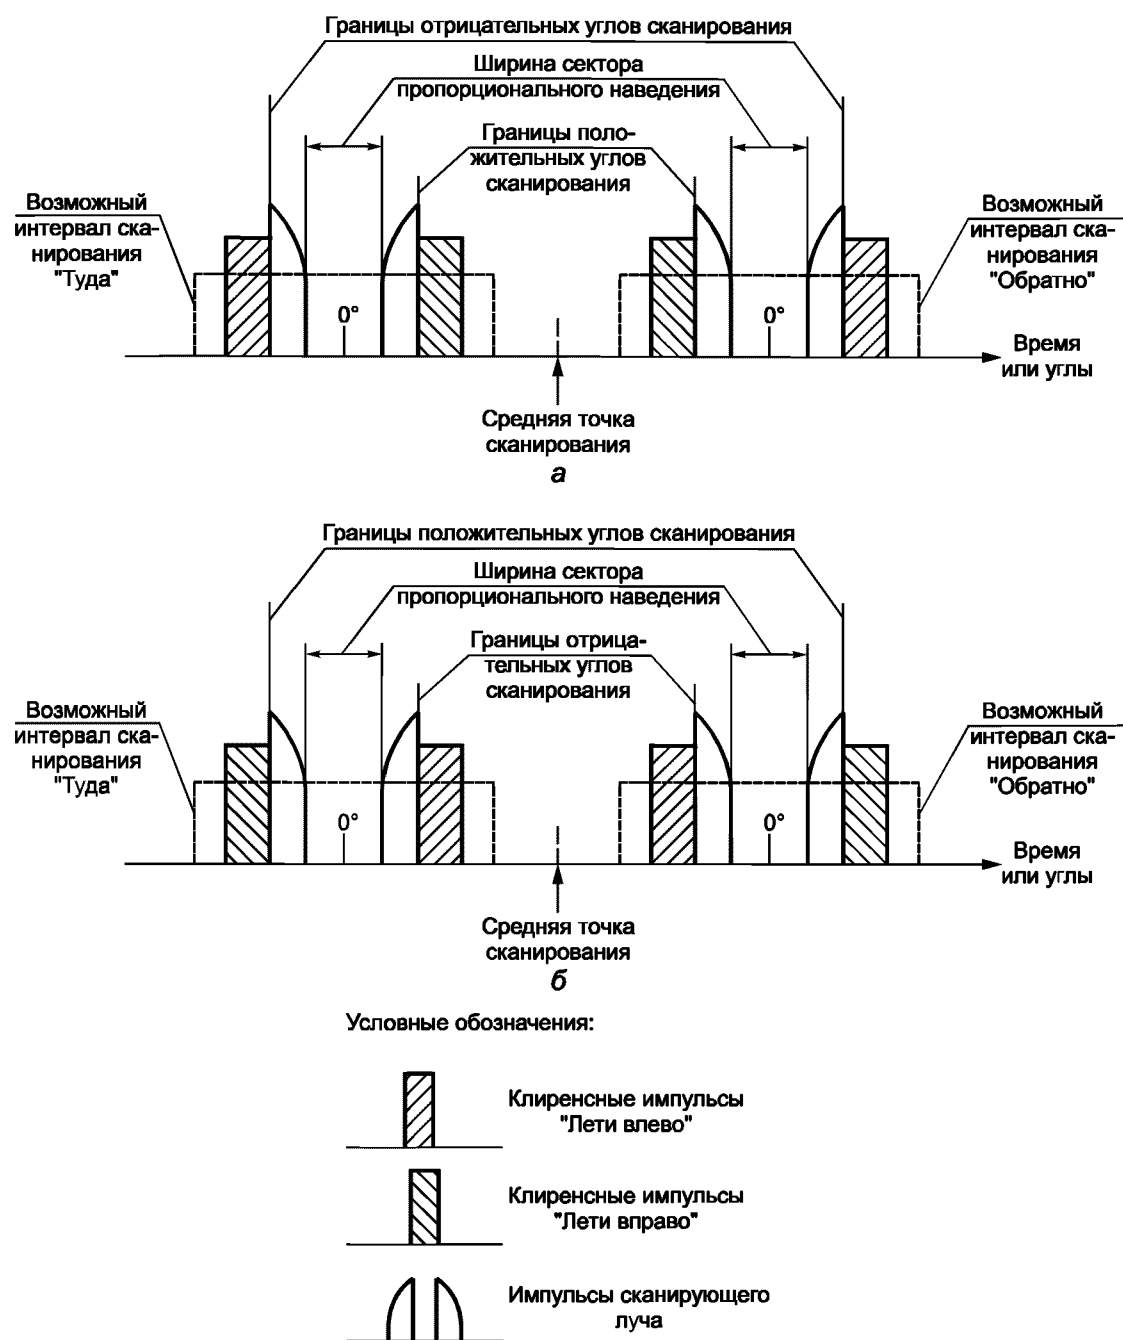 Границы отрицательных углов сканирования
Ширина сектора
пропорционального наведения
Границы поло-
жительных углов
сканирования
Возможный
интервал ска-
нирования
"Туда"
Возможный
интервал ска-
нирования
"Обратно"
0°
0°
Время
или углы
Средняя точка
сканирования
а
Границы положительных углов сканирования
Ширина сектора
пропорционального наведения
Границы отрица-
тельных углов
сканирования
Возможный
интервал ска-
нирования
"Туда"
Возможный
интервал ска-
нирования
"Обратно"
0°
0°
Время
или углы
Средняя точка
сканирования
б
Условные обозначения:
Клиренсные импульсы
"Лети влево"
Клиренсные импульсы
"Лети вправо"
Импульсы сканирующего
луча